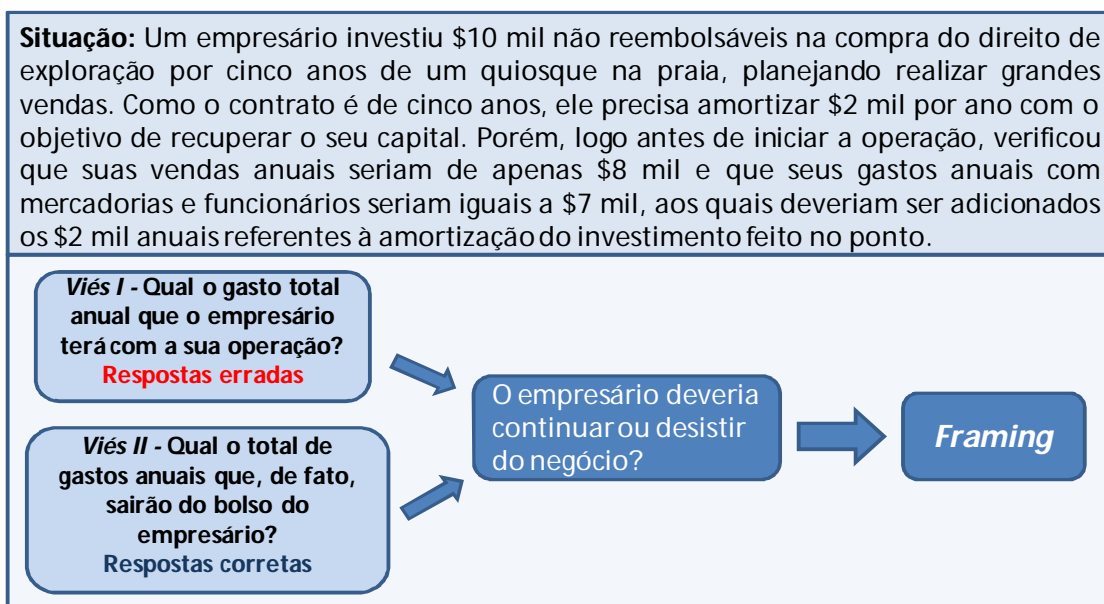 Situação: Um empresário investiu $10 mil não reembolsáveis na compra do direito de
exploração por cinco anos de um quiosque na praia, planejando realizar grandes
vendas. Como o contrato é de cinco anos, ele precisa amortizar $2 mil por ano com o
objetivo de recuperar o seu capital. Porém, logo antes de iniciar a operação, verificou
que suas vendas anuais seriam de apenas $8 mil e que seus gastos anuais com
mercadorias e funcionários seriam iguais a $7 mil, aos quais deveriam ser adicionados
os $2 mil anuais referentes à amortização do investimento feito no ponto.
Viés I - Qual o gasto total
anual que o empresário
terá com a sua operação?
Respostas erradas
Viés II - Qual o total de
gastos anuais que, de fato,
sairão do bolso do
empresário?
Respostas corretas
O empresário deveria
continuar ou desistir
do negócio?
Framing